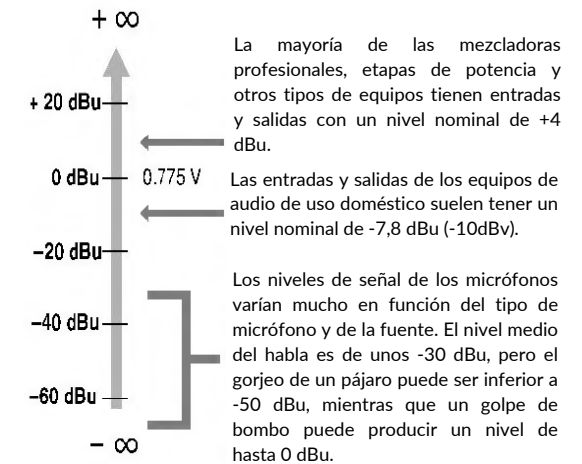 + ∞
La mayoría de las mezcladoras
profesionales, etapas de potencia y
otros tipos de equipos tienen entradas
y salidas con un nivel nominal de +4
dBu.
+ 20 dBu
0 dBu
0.775 V
Las entradas y salidas de los equipos de
audio de uso doméstico suelen tener un
nivel nominal de -7,8 dBu (-10dBv).
−20 dBu
−40 dBu
−60 dBu
− ∞
Los niveles de señal de los micrófonos
varían mucho en función del tipo de
micrófono y de la fuente. El nivel medio
del habla es de unos -30 dBu, pero el
gorjeo de un pájaro puede ser inferior a
-50 dBu, mientras que un golpe de
bombo puede producir un nivel de
hasta 0 dBu.